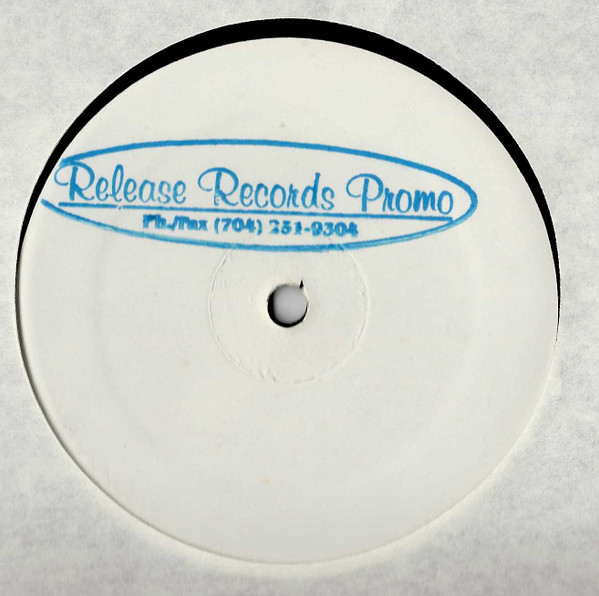 Release Records Promo
Ph./Fax (704) 251-9304